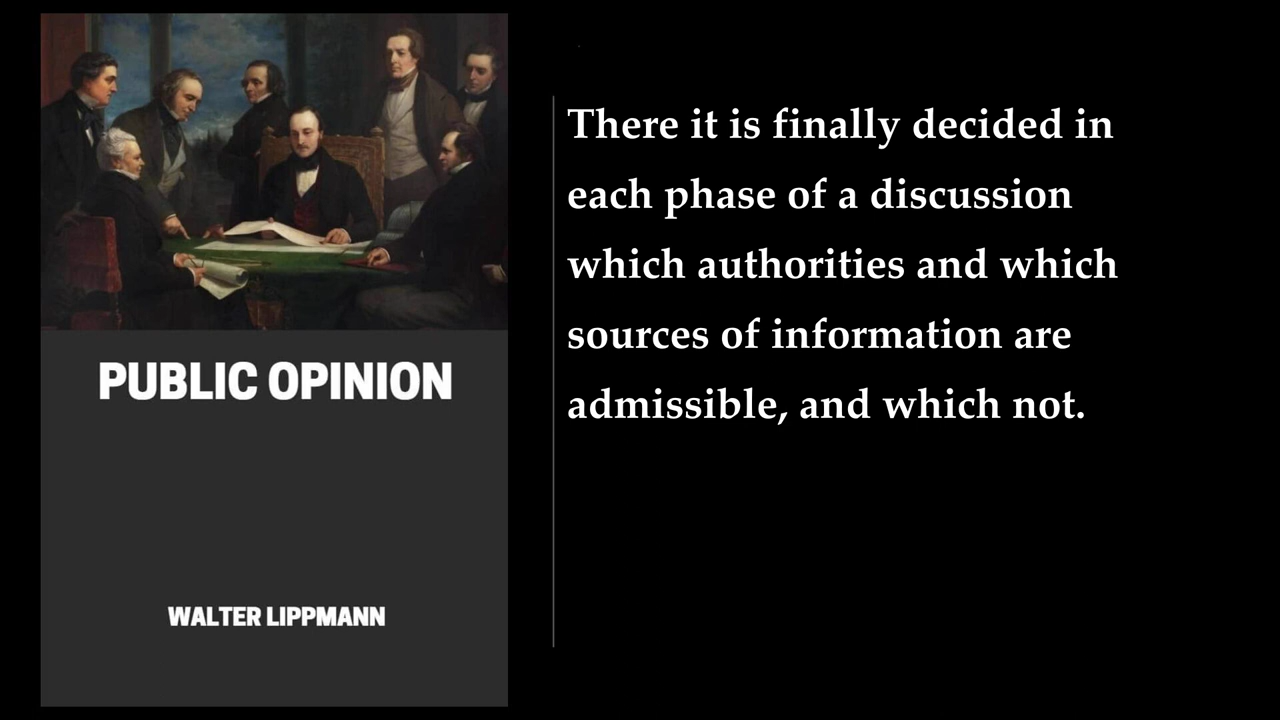 PUBLIC OPINION
WALTER LIPPMANN
There it is finally decided in
each phase of a discussion
which authorities and which
sources of information are
admissible, and which not.